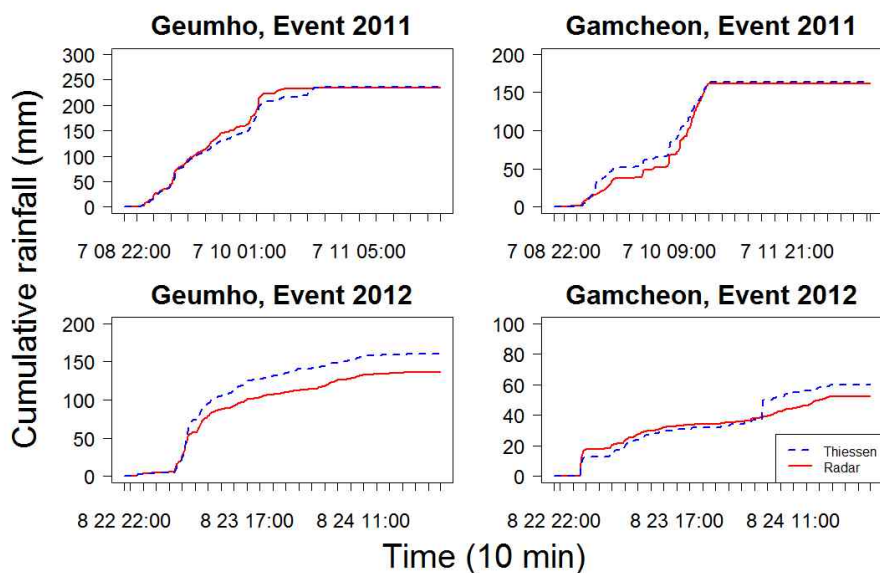 Geumho, Event 2011
300
250
200
150
100
50
0
7 08 22:00 7 10 01:00 7 11 05:00
Gamcheon, Event 2011
200
150
100
50
0
7 08 22:00 7 10 09:00 7 11 21:00
Cumulative rainfall (mm)
Geumho, Event 2012
200
150
100
50
0
8 22 22:00 8 23 17:00 8 24 11:00
Gamcheon, Event 2012
100
80
60
40
20
0
Thiessen
Radar
8 22 22:00 8 23 17:00 8 24 11:00
Time (10 min)